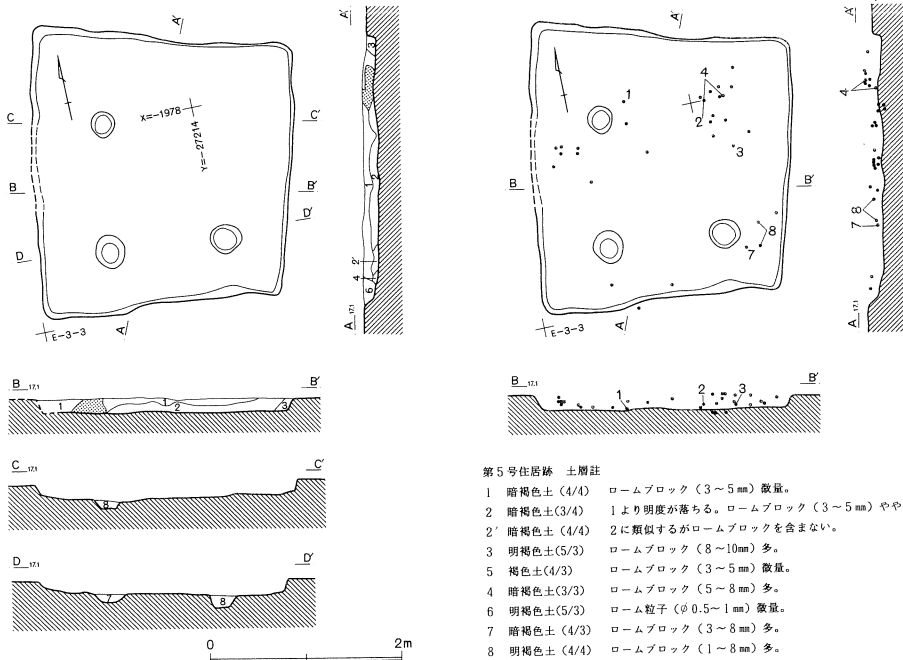 A′
A′
3
C
C′
X=-1978
Y=-27214
B
B′
D′
D
1
2
2′
4
6
E-3-3
A
A 17.1
A′
A′
4
1
2
3
4
B
B′
8
7
8
7
E-3-3
A
A 17.1
B 17.1
B′
1
1
2
3
B 17.1
B′
1
2
3
C 17.1
C′
6
D 17.1
D′
7
8
0
2m
第5号住居跡 土層註
1 暗褐色土(4/4) ロームブロック(3~5㎜)微量。
2 暗褐色土(3/4) 1より明度が落ちる。ロームブロック(3~5㎜)やや
2′ 暗褐色土(4/4) 2に類似するがロームブロックを含まない。
3 明褐色土(5/3) ロームブロック(8~10㎜)多。
5 褐色土(4/3) ロームブロック(3~5㎜)微量。
4 暗褐色土(3/3) ロームブロック(5~8㎜)多。
6 明褐色土(5/3) ローム粒子(φ0.5~1㎜)微量。
7 暗褐色土(4/3) ロームブロック(3~8㎜)多。
8 明褐色土(4/4) ロームブロック(1~8㎜)多。